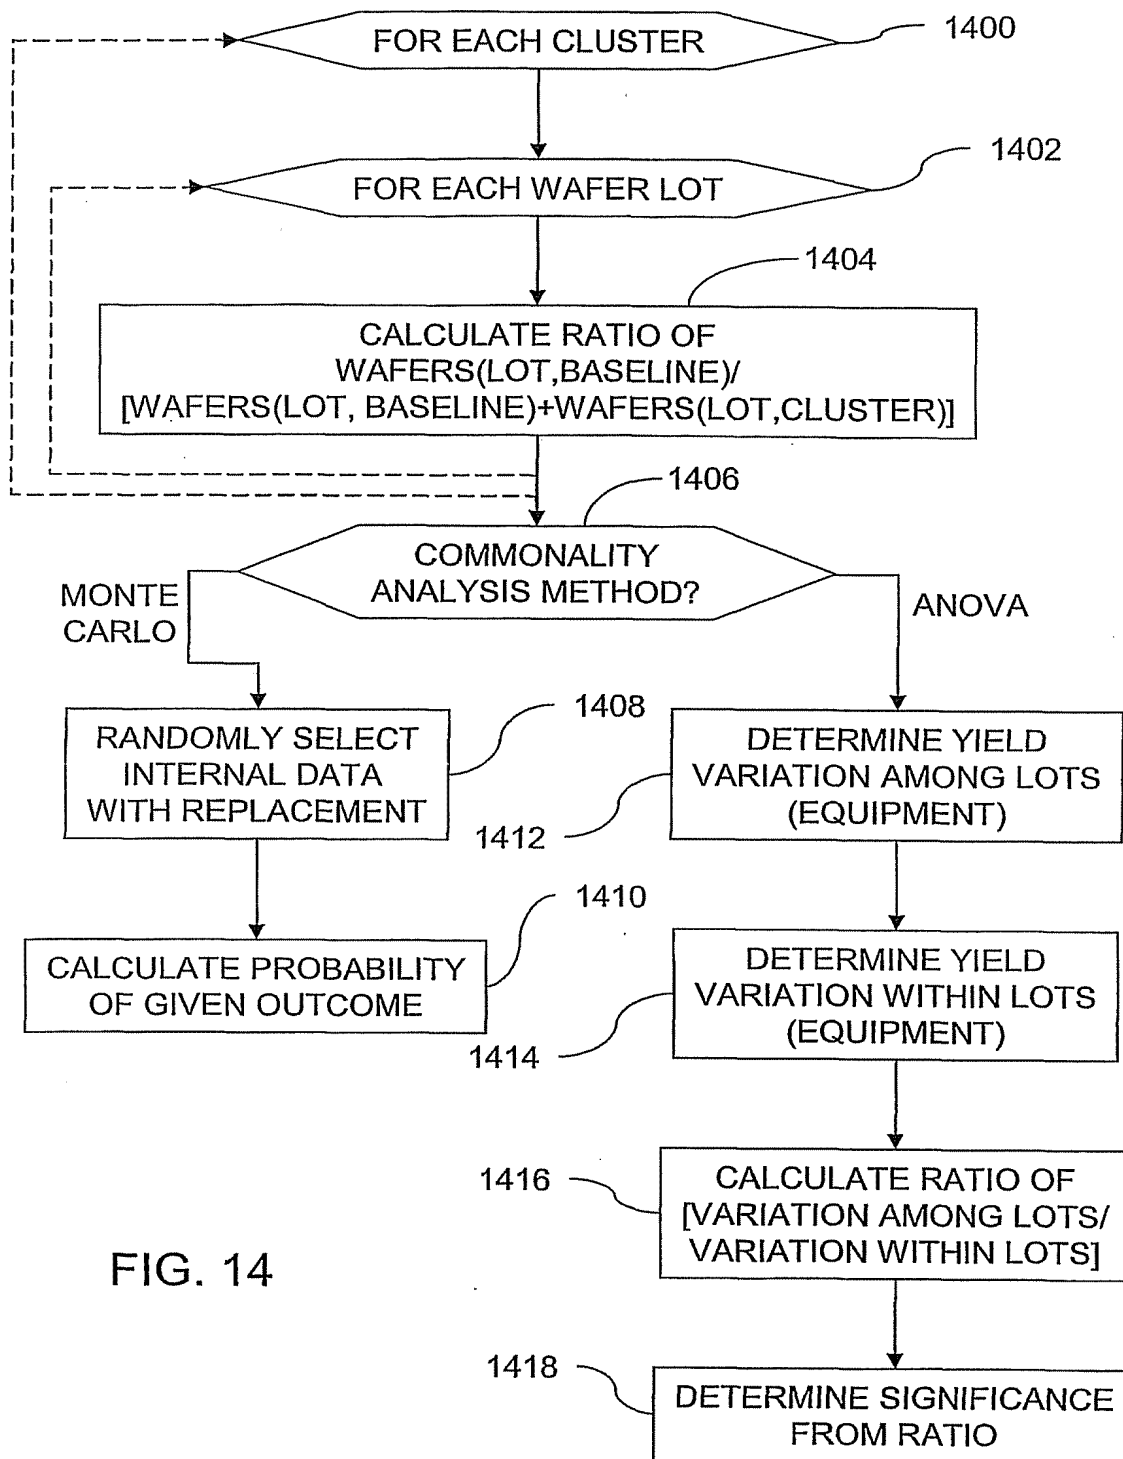 FOR EACH CLUSTER
1400
FOR EACH WAFER LOT
1402
1404
CALCULATE RATIO OF
WAFERS(LOT,BASELINE)/
[WAFERS(LOT, BASELINE)+WAFERS(LOT,CLUSTER)]
1406
COMMONALITY
ANALYSIS METHOD?
MONTE
CARLO
ANOVA
1408
RANDOMLY SELECT
INTERNAL DATA
WITH REPLACEMENT
DETERMINE YIELD
VARIATION AMONG LOTS
(EQUIPMENT)
1412
1410
CALCULATE PROBABILITY
OF GIVEN OUTCOME
DETERMINE YIELD
VARIATION WITHIN LOTS
(EQUIPMENT)
1414
1416
CALCULATE RATIO OF
[VARIATION AMONG LOTS/
VARIATION WITHIN LOTS]
FIG. 14
1418
DETERMINE SIGNIFICANCE
FROM RATIO